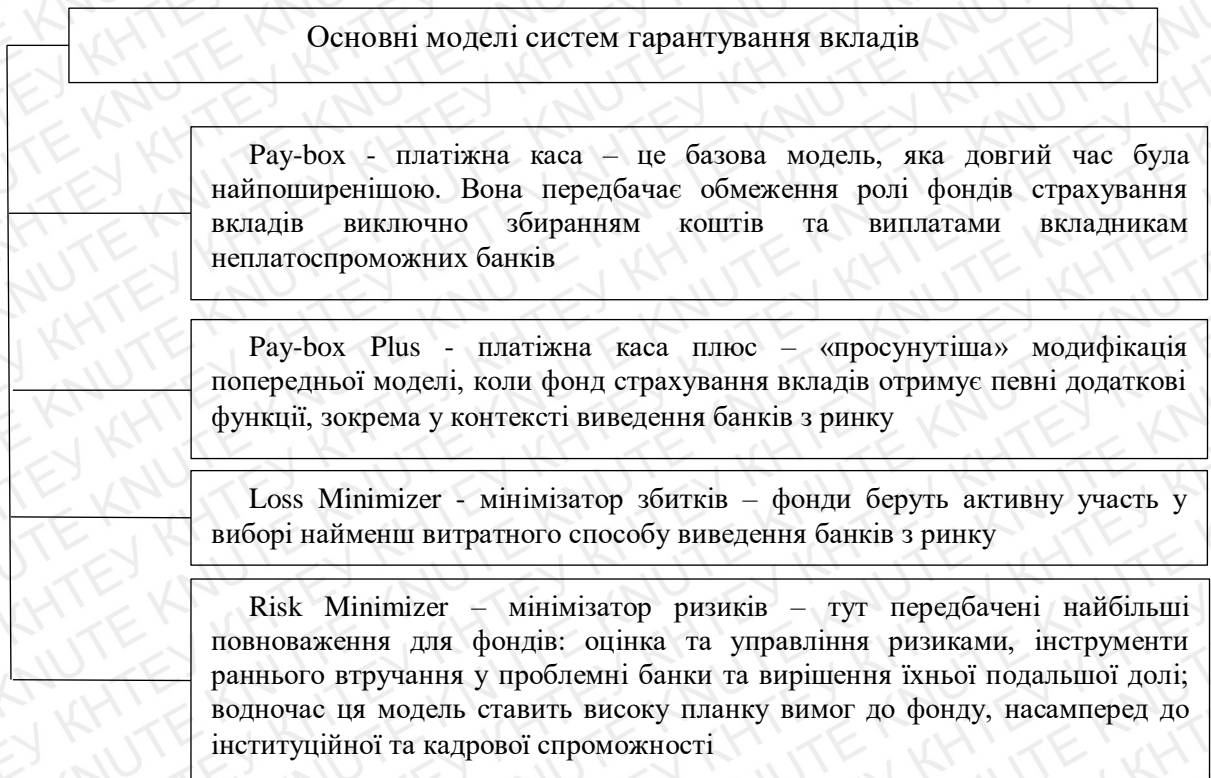 Основні моделі систем гарантування вкладів
Pay-box - платіжна каса – це базова модель, яка довгий час була
найпоширенішою. Вона передбачає обмеження ролі фондів страхування
вкладів виключно збиранням коштів та виплатами вкладникам
неплатоспроможних банків
Pay-box Plus - платіжна каса плюс – «просунутіша» модифікація
попередньої моделі, коли фонд страхування вкладів отримує певні додаткові
функції, зокрема у контексті виведення банків з ринку
Loss Minimizer - мінімізатор збитків – фонди беруть активну участь у
виборі найменш витратного способу виведення банків з ринку
Risk Minimizer – мінімізатор ризиків – тут передбачені найбільші
повноваження для фондів: оцінка та управління ризиками, інструменти
раннього втручання у проблемні банки та вирішення їхньої подальшої долі;
водночас ця модель ставить високу планку вимог до фонду, насамперед до
інституційної та кадрової спроможності